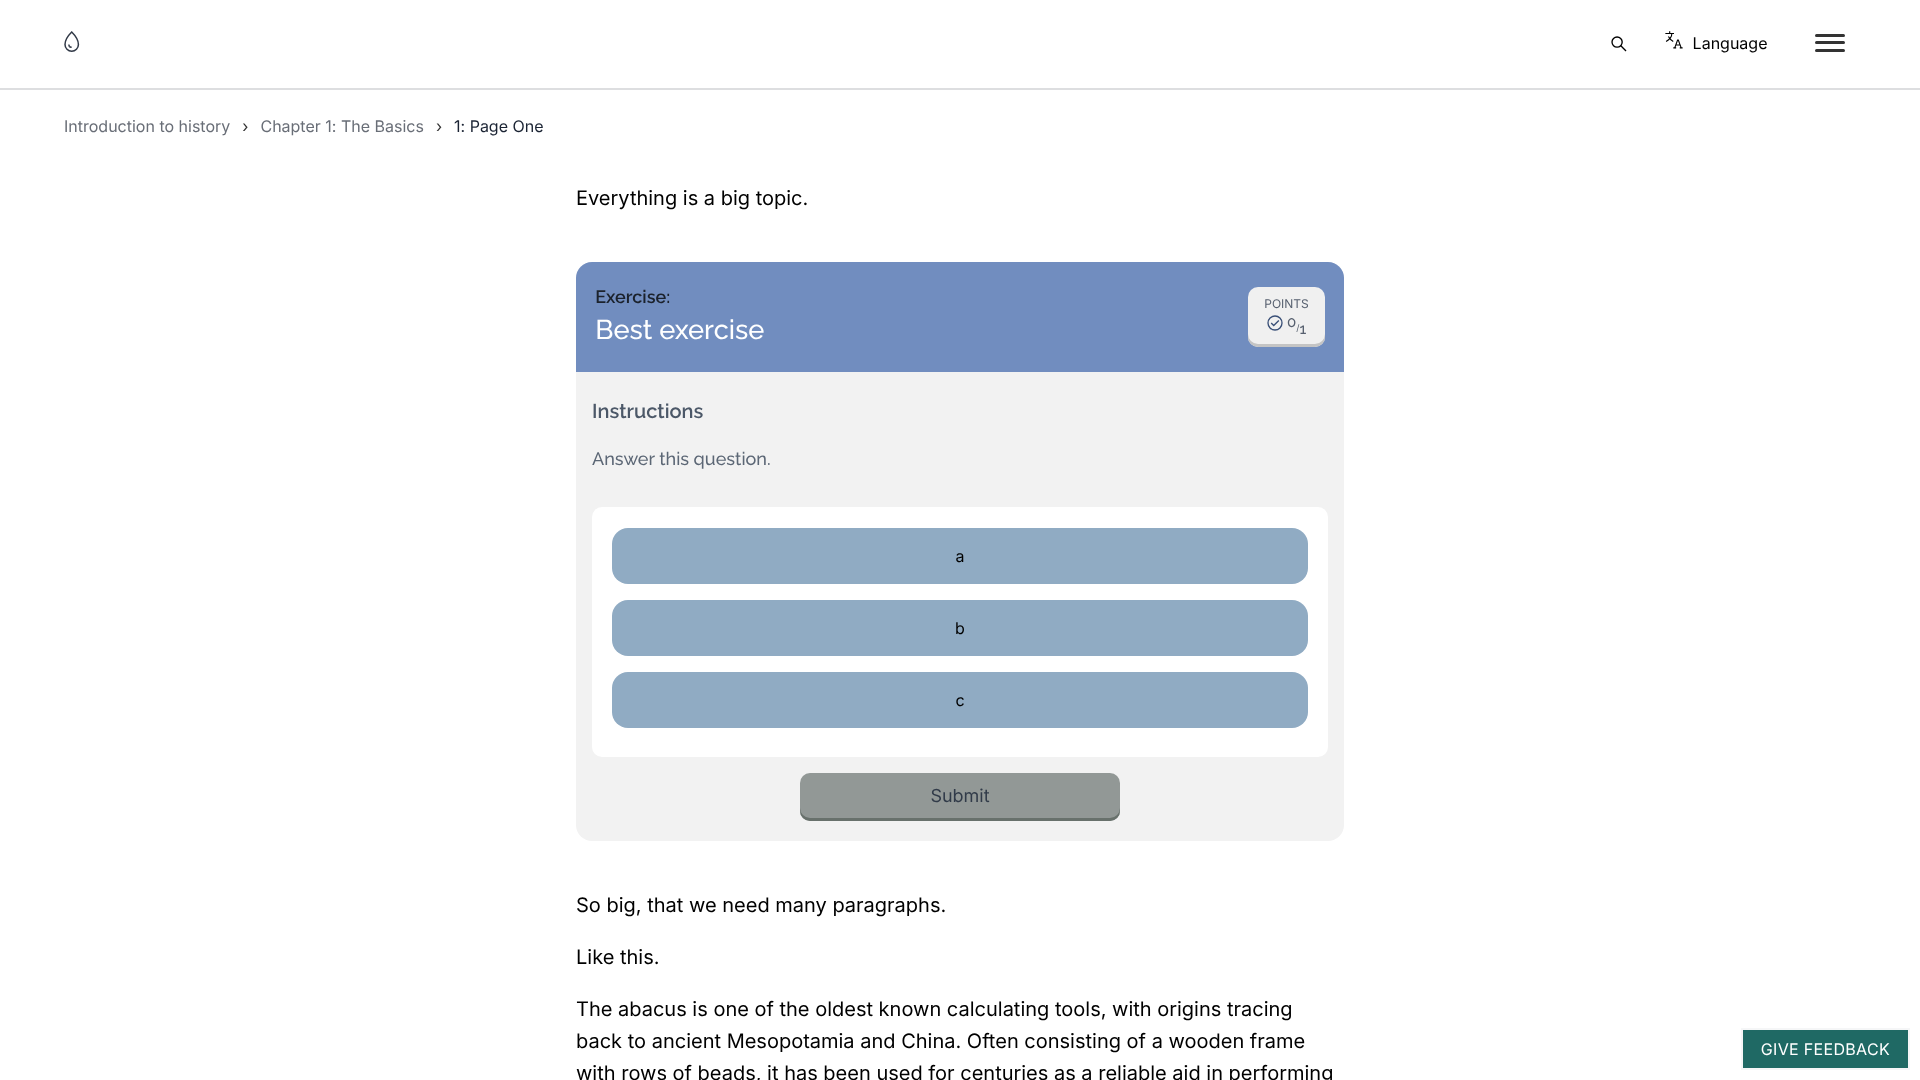 Language
Introduction to history › Chapter 1: The Basics › 1: Page One
Everything is a big topic.
Exercise:
Best exercise
POINTS
0/1
Instructions
Answer this question.
a
b
c
Submit
So big, that we need many paragraphs.
Like this.
The abacus is one of the oldest known calculating tools, with origins tracing
back to ancient Mesopotamia and China. Often consisting of a wooden frame
with rows of beads, it has been used for centuries as a reliable aid in performing
GIVE FEEDBACK